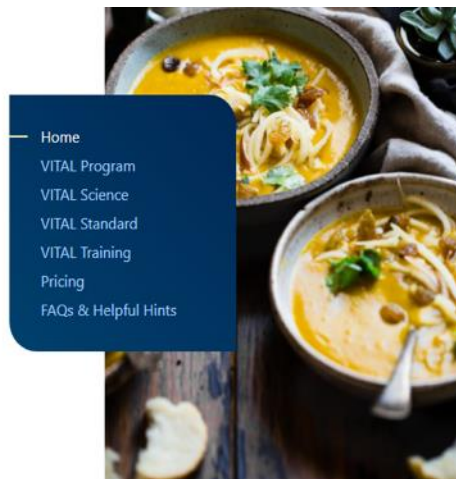 Home
VITAL Program
VITAL Science
VITAL Standard
VITAL Training
Pricing
FAQs & Helpful Hints